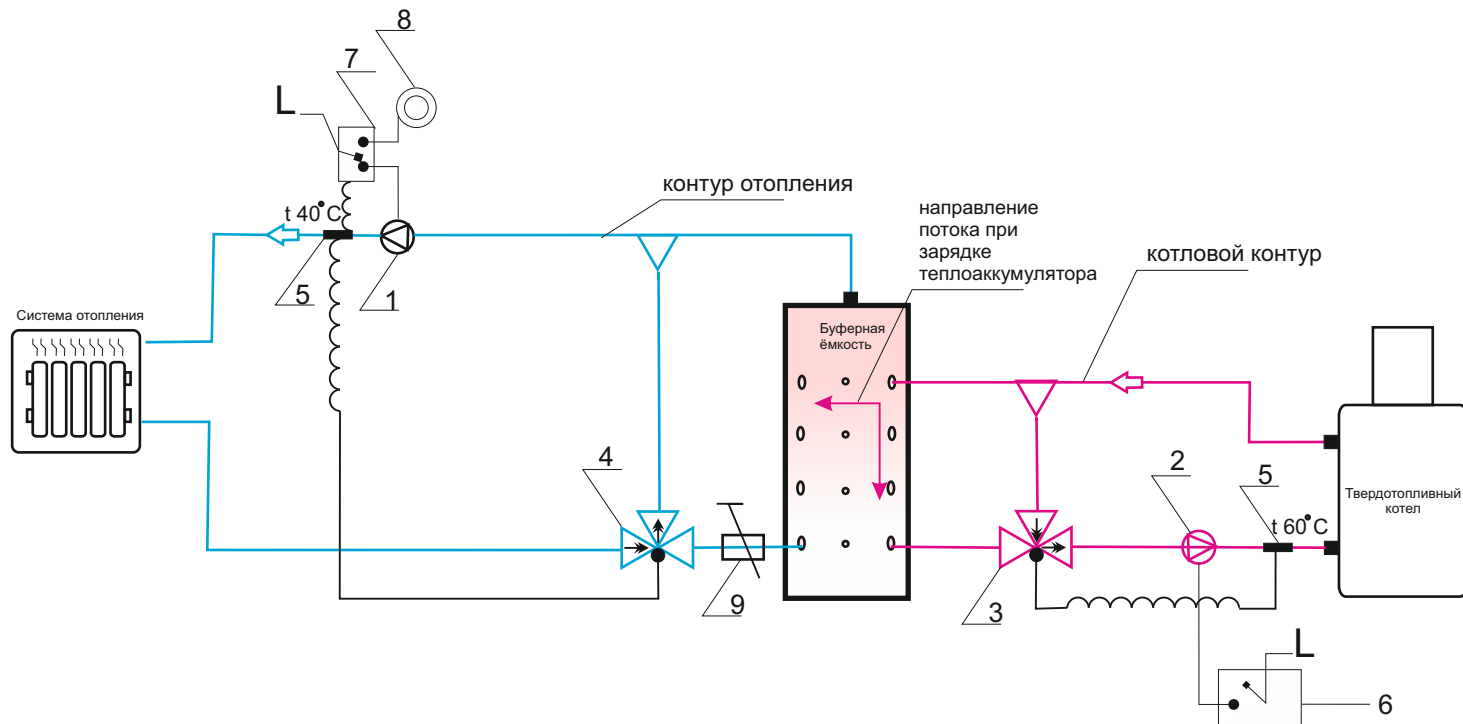 8
7
L
контур отопления
направление
потока при
зарядке
теплоаккумулятора
t 40°C
котловой контур
5
1
Система отопления
Буферная
ёмкость
4
2
5
Твердотопливный
котел
t 60°C
9
3
L
6